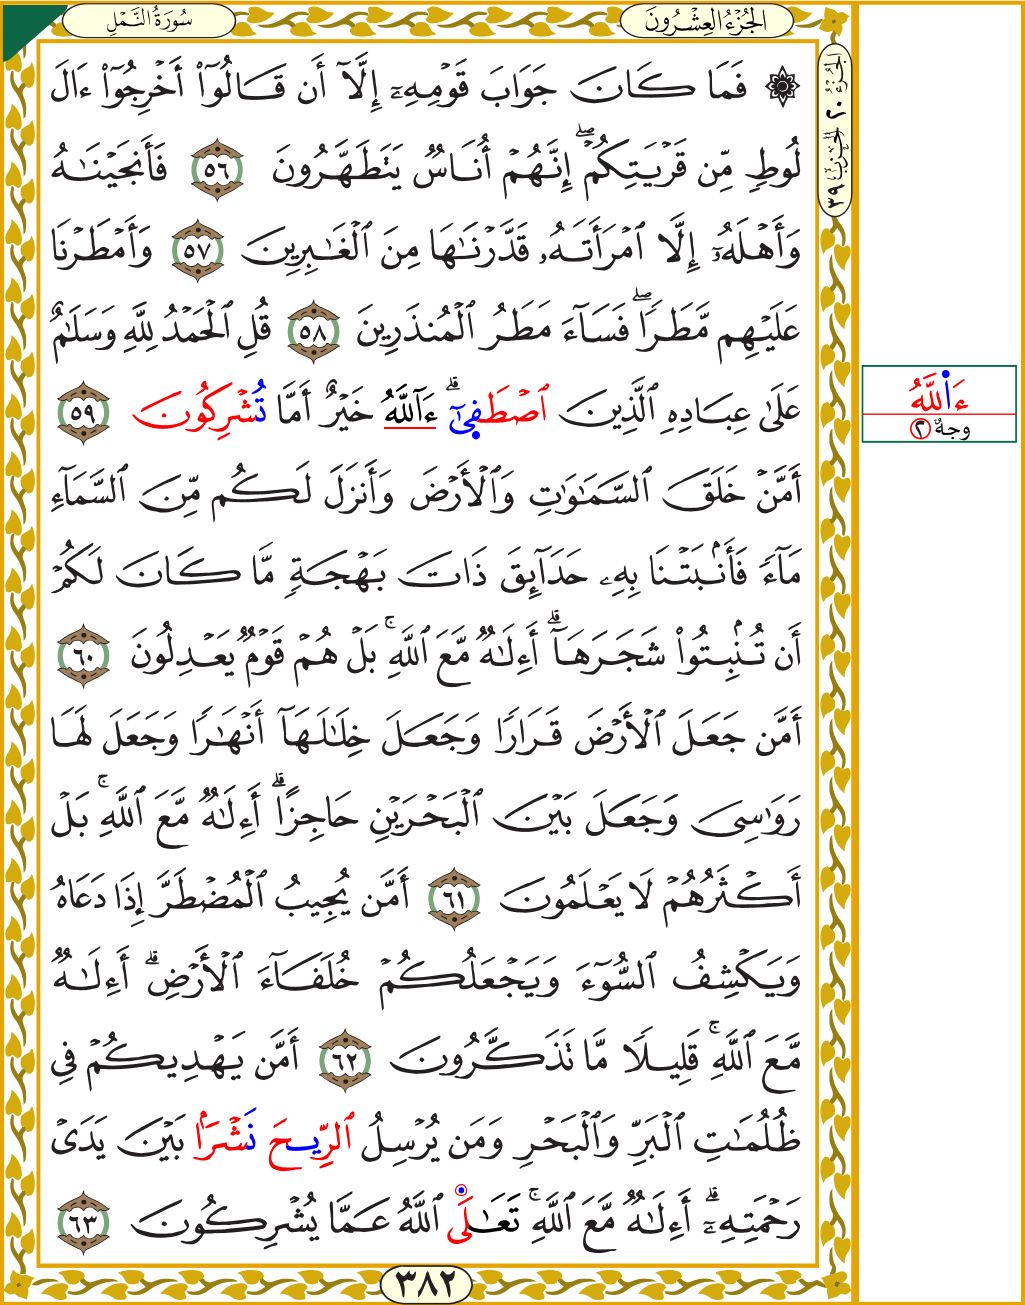 سُورَةُ النَّمْلِ
الجُزْءُ العِشْرُونَ
الجزء ٢٠ الحزب ٣٩
۞ فَمَا كَانَ جَوَابَ قَوْمِهِۦٓ إِلَّآ أَن قَالُوٓا۟ أَخْرِجُوٓا۟ ءَالَ
لُوطٍ مِّن قَرْيَتِكُمْ ۖ إِنَّهُمْ أُنَاسٌ يَتَطَهَّرُونَ ٥٦ فَأَنجَيْنَـٰهُ
وَأَهْلَهُۥٓ إِلَّا ٱمْرَأَتَهُۥ قَدَّرْنَـٰهَا مِنَ ٱلْغَـٰبِرِينَ ٥٧ وَأَمْطَرْنَا
عَلَيْهِم مَّطَرًا ۖ فَسَآءَ مَطَرُ ٱلْمُنذَرِينَ ٥٨ قُلِ ٱلْحَمْدُ لِلَّهِ وَسَلَـٰمٌ
عَلَىٰ عِبَادِهِ ٱلَّذِينَ ٱصْطَفِىٰٓ ۗ ءَآللَّهُ خَيْرٌ أَمَّا تُشْرِكُونَ ٥٩
أَمَّنْ خَلَقَ ٱلسَّمَـٰوَٰتِ وَٱلْأَرْضَ وَأَنزَلَ لَكُم مِّنَ ٱلسَّمَآءِ
مَآءً فَأَنۢبَتْنَا بِهِۦ حَدَآئِقَ ذَاتَ بَهْجَةٍ مَّا كَانَ لَكُمْ
أَن تُنۢبِتُوا۟ شَجَرَهَآ ۗ أَءِلَـٰهٌ مَّعَ ٱللَّهِ ۚ بَلْ هُمْ قَوْمٌ يَعْدِلُونَ ٦٠
أَمَّن جَعَلَ ٱلْأَرْضَ قَرَارًا وَجَعَلَ خِلَـٰلَهَآ أَنْهَـٰرًا وَجَعَلَ لَهَا
رَوَٰسِىَ وَجَعَلَ بَيْنَ ٱلْبَحْرَيْنِ حَاجِزًا ۗ أَءِلَـٰهٌ مَّعَ ٱللَّهِ ۚ بَلْ
أَكْثَرُهُمْ لَا يَعْلَمُونَ ٦١ أَمَّن يُجِيبُ ٱلْمُضْطَرَّ إِذَا دَعَاهُ
وَيَكْشِفُ ٱلسُّوٓءَ وَيَجْعَلُكُمْ خُلَفَآءَ ٱلْأَرْضِ ۗ أَءِلَـٰهٌ
مَّعَ ٱللَّهِ ۚ قَلِيلًا مَّا تَذَكَّرُونَ ٦٢ أَمَّن يَهْدِيكُمْ فِى
ظُلُمَـٰتِ ٱلْبَرِّ وَٱلْبَحْرِ وَمَن يُرْسِلُ ٱلرِّيحَ نَشْرًۢا بَيْنَ يَدَىْ
رَحْمَتِهِۦٓ ۗ أَءِلَـٰهٌ مَّعَ ٱللَّهِ ۚ تَعَـٰلَى ٱللَّهُ عَمَّا يُشْرِكُونَ ٦٣
ءَاللَّهُ
وجهٌ ٢
٣٨٢